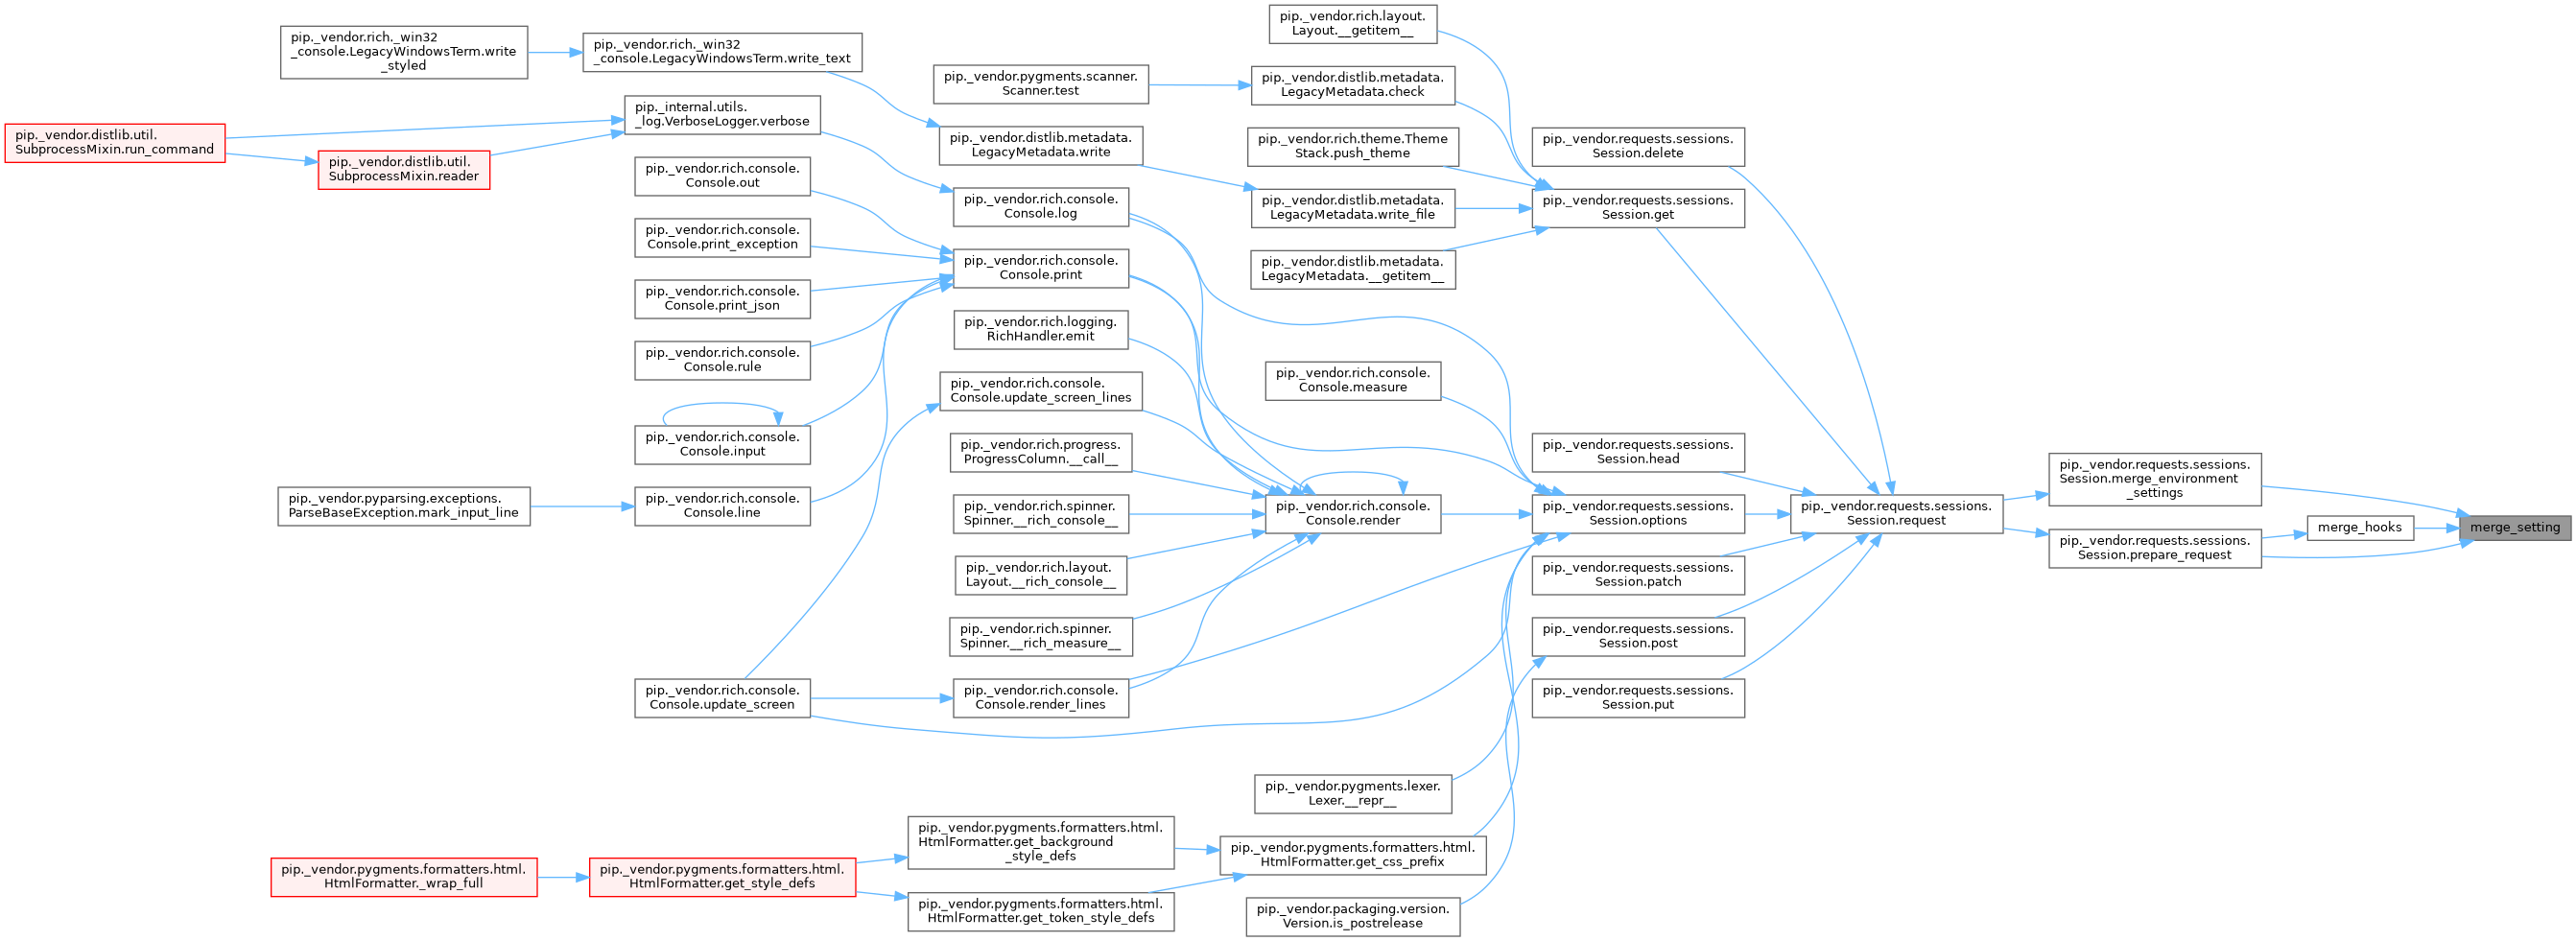 pip._vendor.rich._win32
_console.LegacyWindowsTerm.write
_styled
pip._vendor.distlib.util.
SubprocessMixin.run_command
pip._vendor.distlib.util.
SubprocessMixin.reader
pip._vendor.pyparsing.exceptions.
ParseBaseException.mark_input_line
pip._vendor.pygments.formatters.html.
HtmlFormatter._wrap_full
pip._vendor.rich._win32
_console.LegacyWindowsTerm.write_text
pip._internal.utils.
_log.VerboseLogger.verbose
pip._vendor.rich.console.
Console.out
pip._vendor.rich.console.
Console.print_exception
pip._vendor.rich.console.
Console.print_json
pip._vendor.rich.console.
Console.rule
pip._vendor.rich.console.
Console.input
pip._vendor.rich.console.
Console.line
pip._vendor.rich.console.
Console.update_screen
pip._vendor.pygments.formatters.html.
HtmlFormatter.get_style_defs
pip._vendor.pygments.scanner.
Scanner.test
pip._vendor.distlib.metadata.
LegacyMetadata.write
pip._vendor.rich.console.
Console.log
pip._vendor.rich.console.
Console.print
pip._vendor.rich.logging.
RichHandler.emit
pip._vendor.rich.console.
Console.update_screen_lines
pip._vendor.rich.progress.
ProgressColumn.__call__
pip._vendor.rich.spinner.
Spinner.__rich_console__
pip._vendor.rich.layout.
Layout.__rich_console__
pip._vendor.rich.spinner.
Spinner.__rich_measure__
pip._vendor.rich.console.
Console.render_lines
pip._vendor.pygments.formatters.html.
HtmlFormatter.get_background
_style_defs
pip._vendor.pygments.formatters.html.
HtmlFormatter.get_token_style_defs
pip._vendor.rich.layout.
Layout.__getitem__
pip._vendor.distlib.metadata.
LegacyMetadata.check
pip._vendor.rich.theme.Theme
Stack.push_theme
pip._vendor.distlib.metadata.
LegacyMetadata.write_file
pip._vendor.distlib.metadata.
LegacyMetadata.__getitem__
pip._vendor.rich.console.
Console.measure
pip._vendor.rich.console.
Console.render
pip._vendor.pygments.lexer.
Lexer.__repr__
pip._vendor.pygments.formatters.html.
HtmlFormatter.get_css_prefix
pip._vendor.packaging.version.
Version.is_postrelease
pip._vendor.requests.sessions.
Session.delete
pip._vendor.requests.sessions.
Session.get
pip._vendor.requests.sessions.
Session.head
pip._vendor.requests.sessions.
Session.options
pip._vendor.requests.sessions.
Session.patch
pip._vendor.requests.sessions.
Session.post
pip._vendor.requests.sessions.
Session.put
pip._vendor.requests.sessions.
Session.request
pip._vendor.requests.sessions.
Session.merge_environment
_settings
pip._vendor.requests.sessions.
Session.prepare_request
merge_hooks
merge_setting